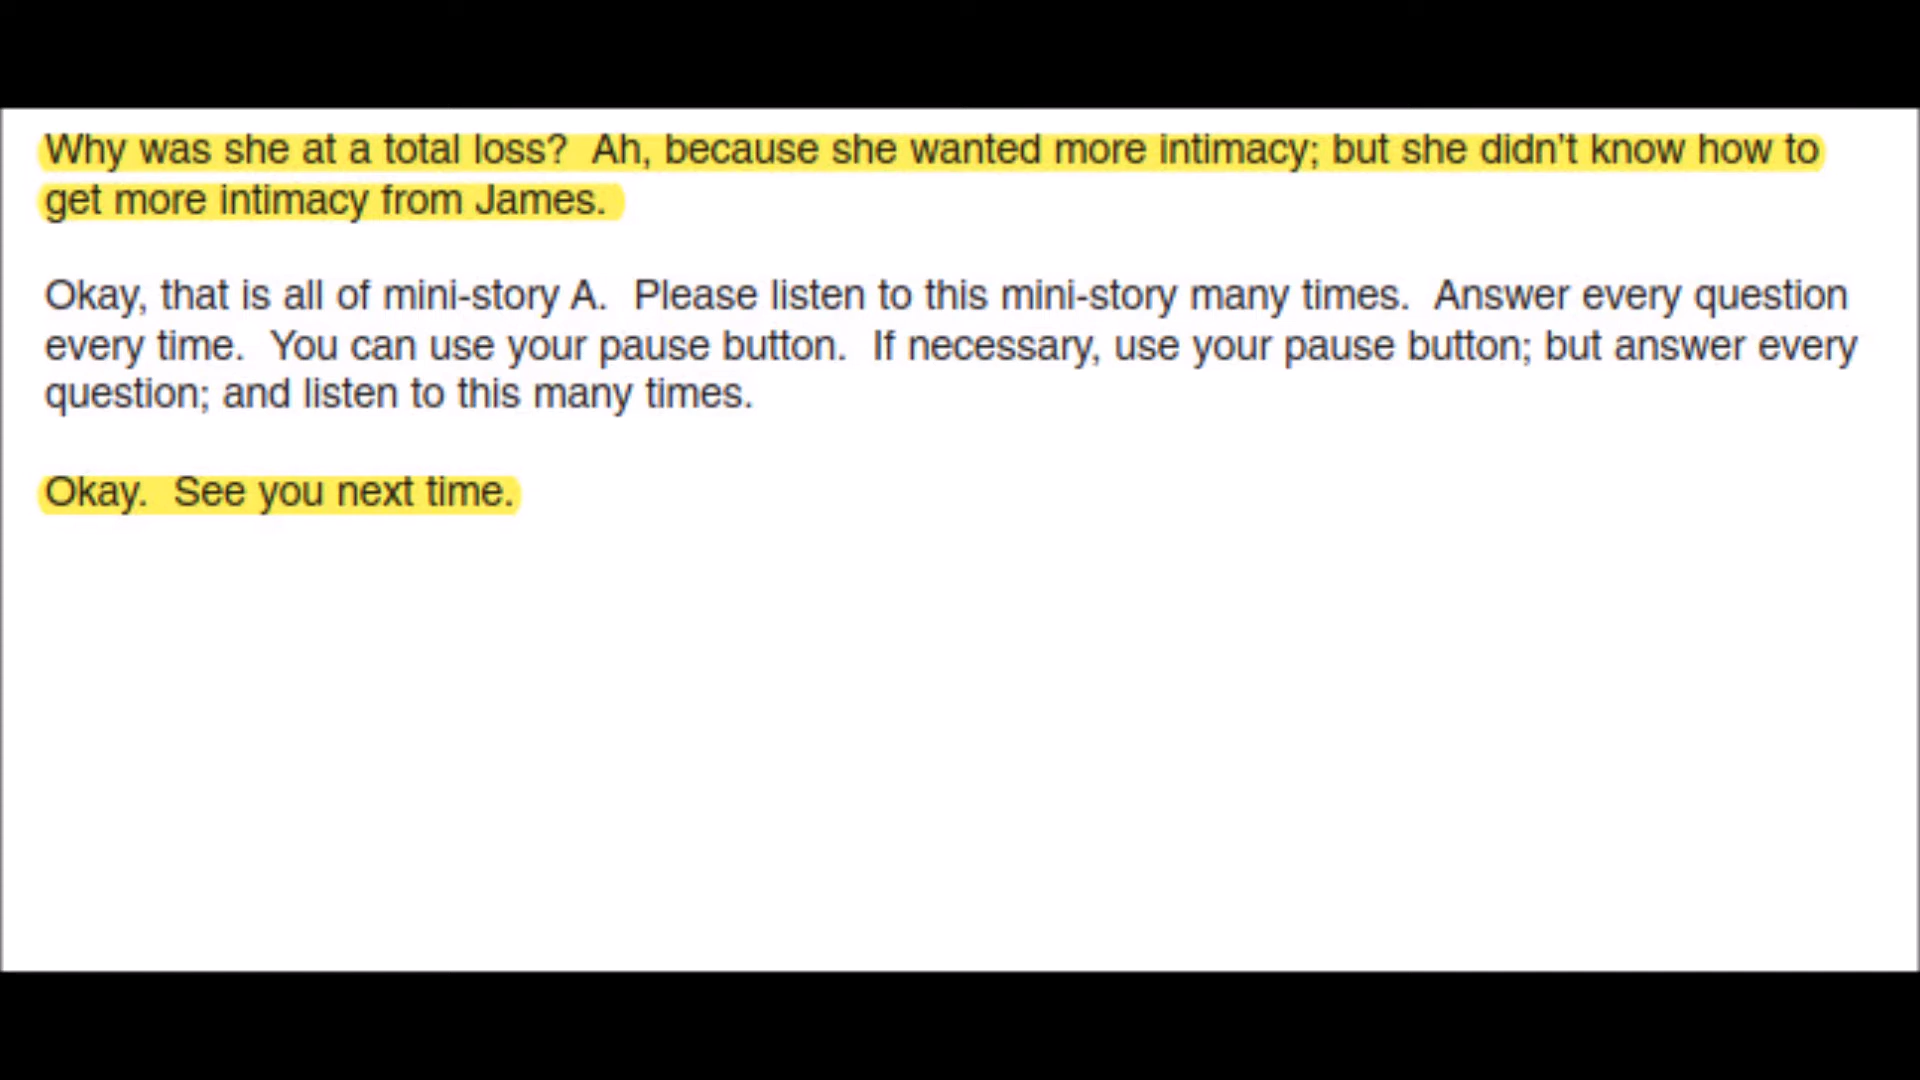 Why was she at a total loss?  Ah, because she wanted more intimacy; but she didn't know how to
get more intimacy from James.
Okay, that is all of mini-story A.  Please listen to this mini-story many times.  Answer every question
every time.  You can use your pause button.  If necessary, use your pause button; but answer every
question; and listen to this many times.
Okay.  See you next time.